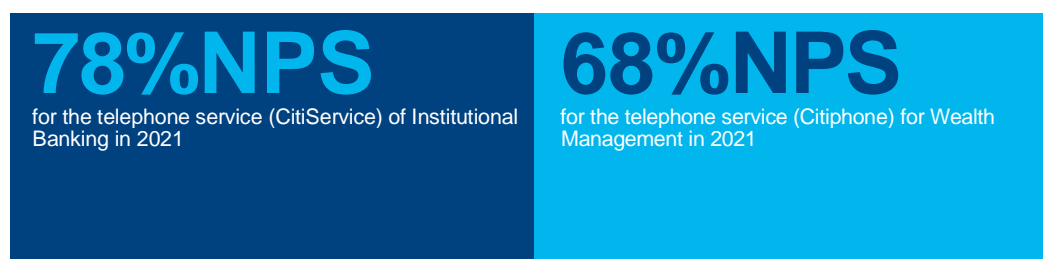 78%NPS
for the telephone service (CitiService) of Institutional
Banking in 2021
68%NPS
for the telephone service (Citiphone) for Wealth
Management in 2021